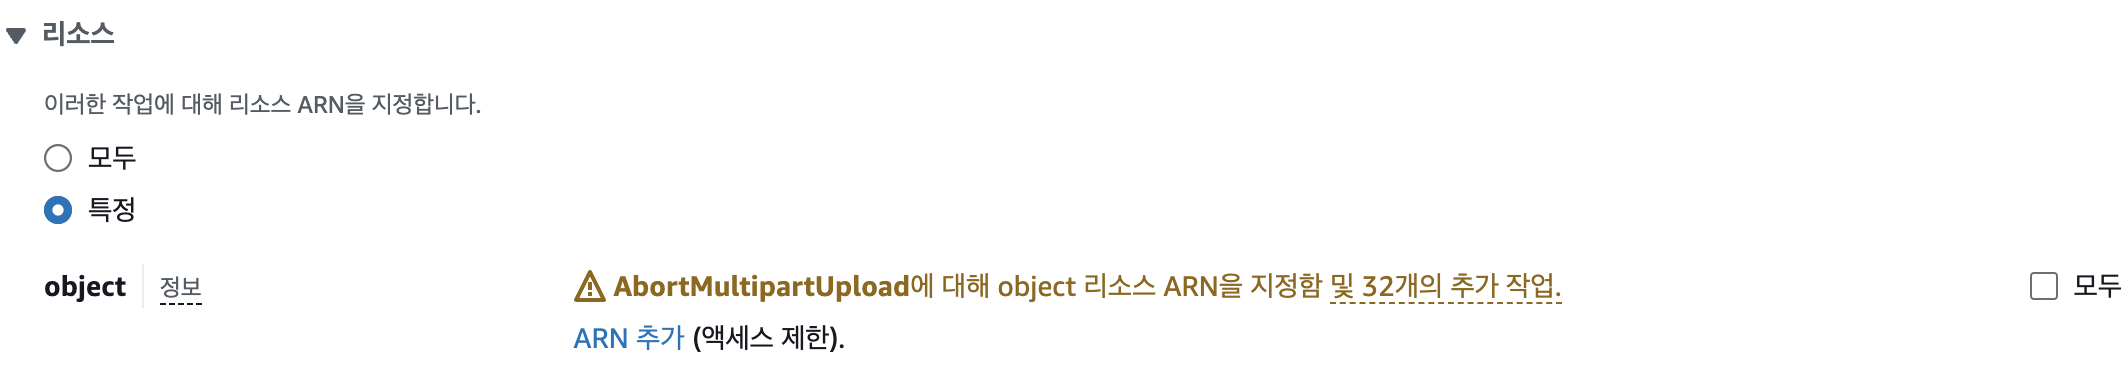 리소스
이러한 작업에 대해 리소스 ARN을 지정합니다.
모두
특정
object 정보 AbortMultipartUpload에 대해 object 리소스 ARN을 지정함 및 32개의 추가 작업. 모두
ARN 추가 (액세스 제한).